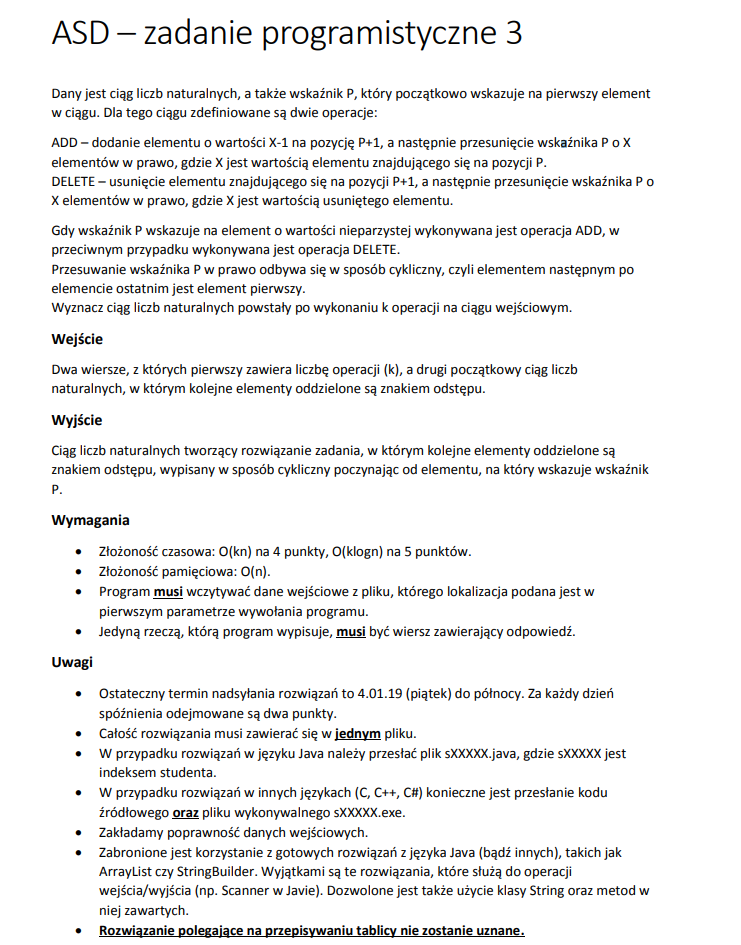 ASD – zadanie programistyczne 3
Dany jest ciąg liczb naturalnych, a także wskaźnik P, który początkowo wskazuje na pierwszy element
w ciągu. Dla tego ciągu zdefiniowane są dwie operacje:
ADD – dodanie elementu o wartości X-1 na pozycję P+1, a następnie przesunięcie wskaźnika P o X
elementów w prawo, gdzie X jest wartością elementu znajdującego się na pozycji P.
DELETE – usunięcie elementu znajdującego się na pozycji P+1, a następnie przesunięcie wskaźnika P o
X elementów w prawo, gdzie X jest wartością usuniętego elementu.
Gdy wskaźnik P wskazuje na element o wartości nieparzystej wykonywana jest operacja ADD, w
przeciwnym przypadku wykonywana jest operacja DELETE.
Przesuwanie wskaźnika P w prawo odbywa się w sposób cykliczny, czyli elementem następnym po
elemencie ostatnim jest element pierwszy.
Wyznacz ciąg liczb naturalnych powstały po wykonaniu k operacji na ciągu wejściowym.
Wejście
Dwa wiersze, z których pierwszy zawiera liczbę operacji (k), a drugi początkowy ciąg liczb
naturalnych, w którym kolejne elementy oddzielone są znakiem odstępu.
Wyjście
Ciąg liczb naturalnych tworzący rozwiązanie zadania, w którym kolejne elementy oddzielone są
znakiem odstępu, wypisany w sposób cykliczny poczynając od elementu, na który wskazuje wskaźnik
P.
Wymagania
• Złożoność czasowa: O(kn) na 4 punkty, O(klogn) na 5 punktów.
• Złożoność pamięciowa: O(n).
• Program musi wczytywać dane wejściowe z pliku, którego lokalizacja podana jest w
pierwszym parametrze wywołania programu.
• Jedyną rzeczą, którą program wypisuje, musi być wiersz zawierający odpowiedź.
Uwagi
• Ostateczny termin nadsyłania rozwiązań to 4.01.19 (piątek) do północy. Za każdy dzień
spóźnienia odejmowane są dwa punkty.
• Całość rozwiązania musi zawierać się w jednym pliku.
• W przypadku rozwiązań w języku Java należy przesłać plik sXXXXX.java, gdzie sXXXXX jest
indeksem studenta.
• W przypadku rozwiązań w innych językach (C, C++, C#) konieczne jest przesłanie kodu
źródłowego oraz pliku wykonywalnego sXXXXX.exe.
• Zakładamy poprawność danych wejściowych.
• Zabronione jest korzystanie z gotowych rozwiązań z języka Java (bądź innych), takich jak
ArrayList czy StringBuilder. Wyjątkami są te rozwiązania, które służą do operacji
wejścia/wyjścia (np. Scanner w Javie). Dozwolone jest także użycie klasy String oraz metod w
niej zawartych.
• Rozwiązanie polegające na przepisywaniu tablicy nie zostanie uznane.